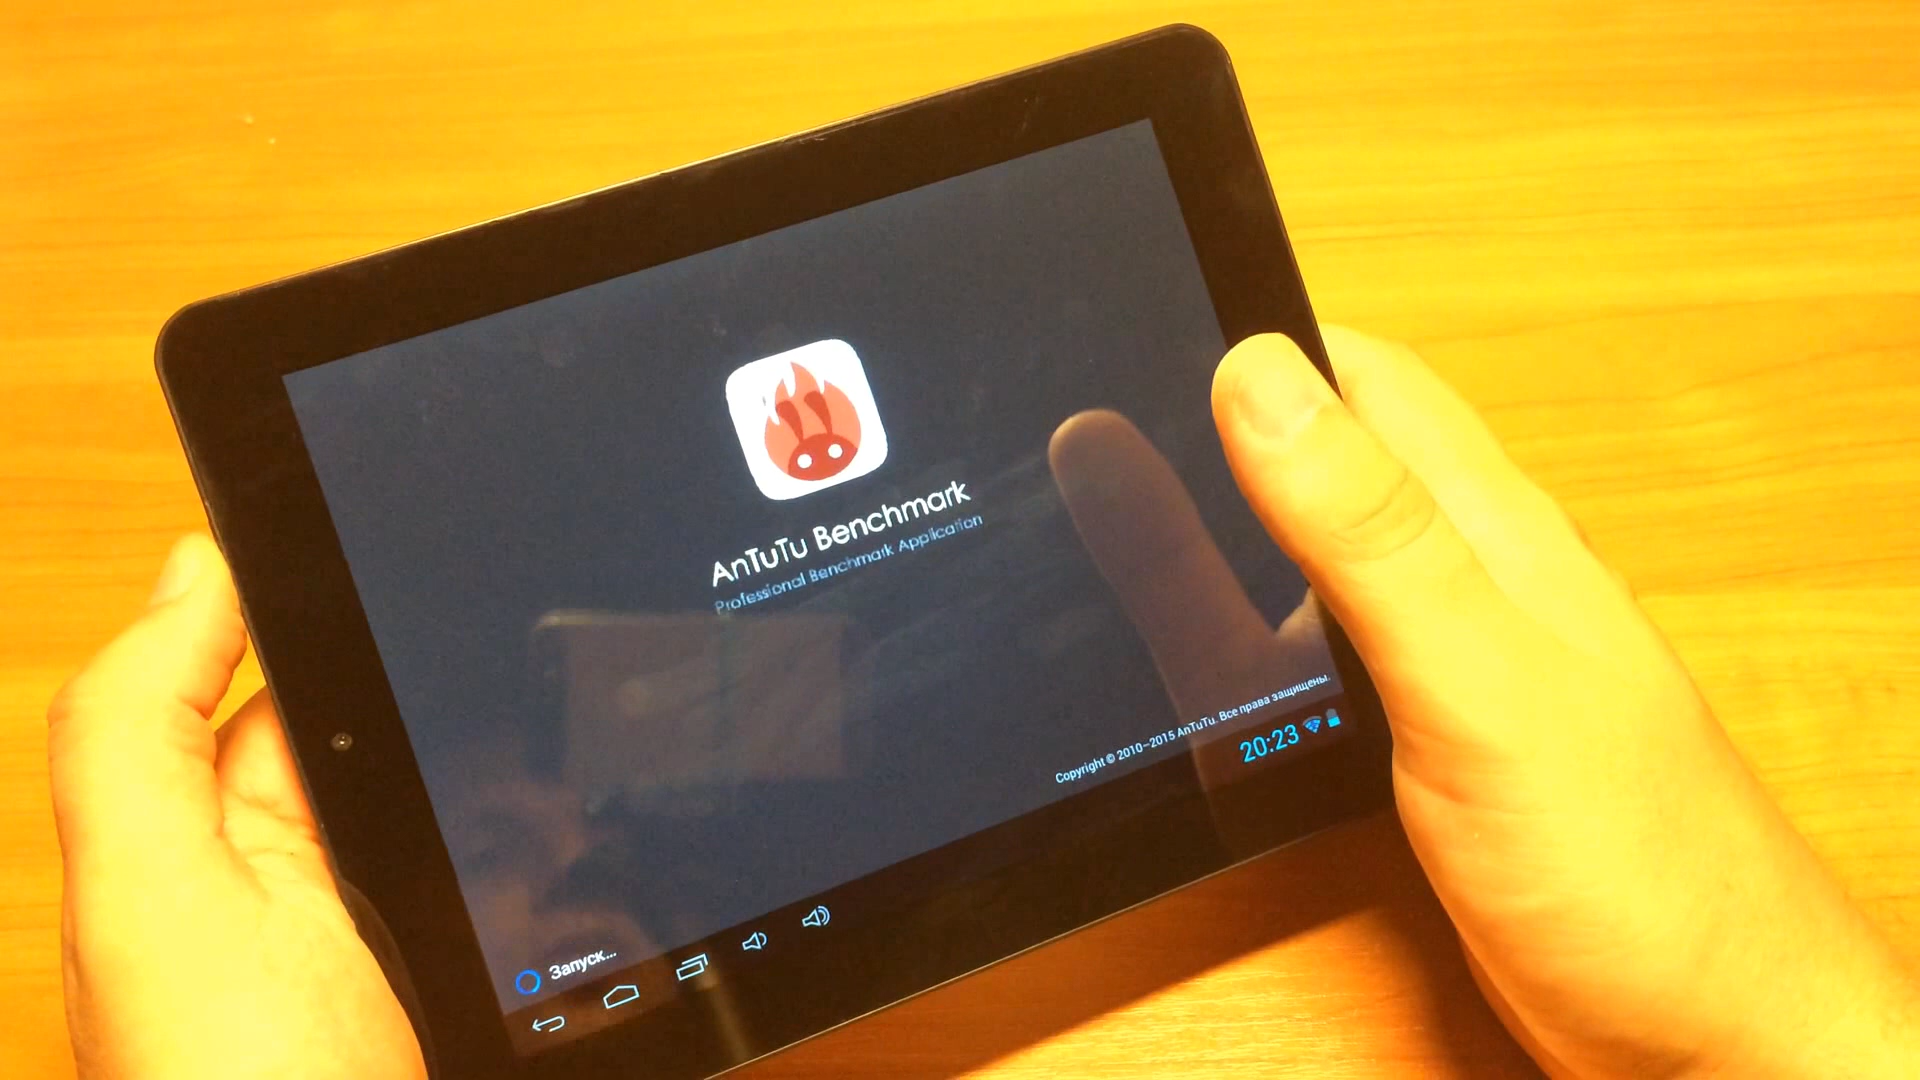 AnTuTu Benchmark
Professional Benchmark Application
Copyright © 2010-2015 AnTuTu. Все права защищены.
20:23
Запуск...